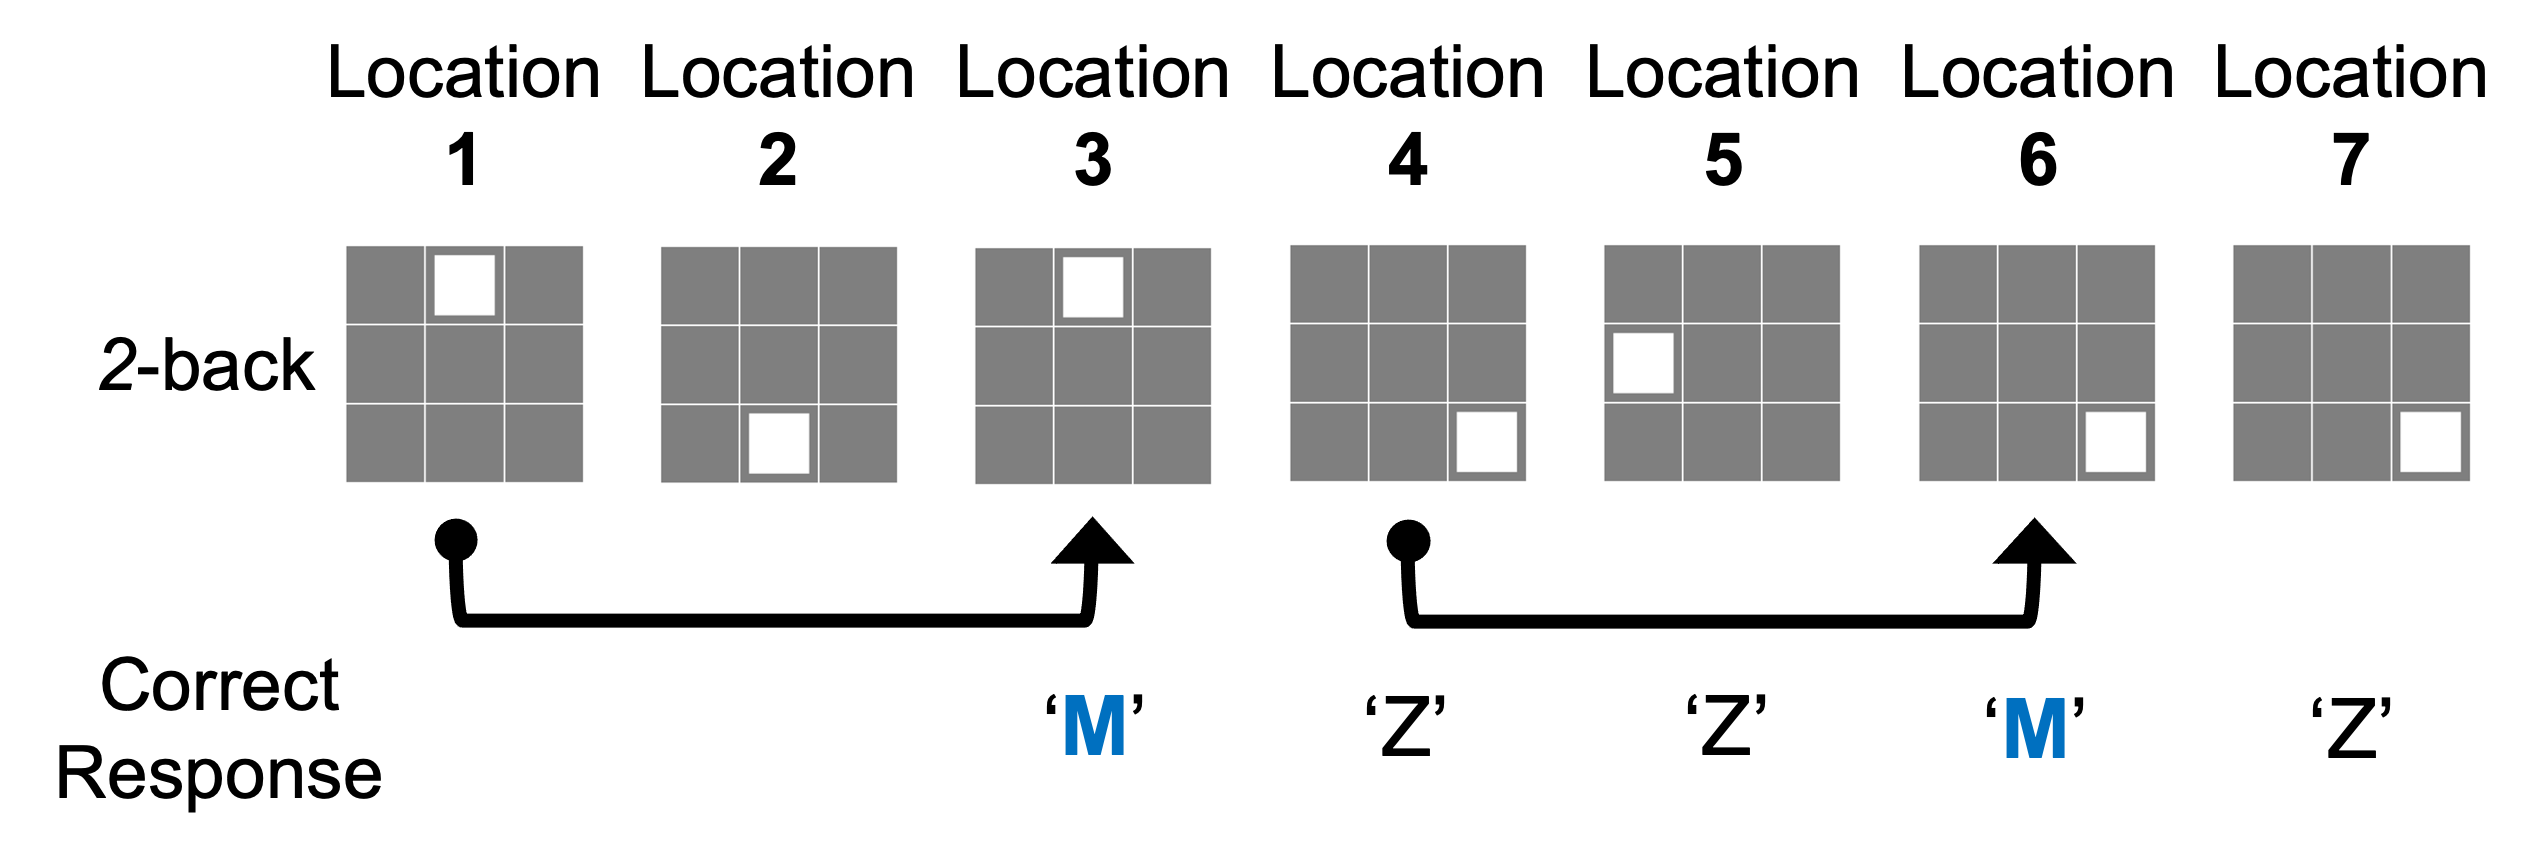 Location Location Location Location Location Location Location
1 2 3 4 5 6 7
2-back
Correct
Response
‘M’ ‘Z’ ‘Z’ ‘M’ ‘Z’